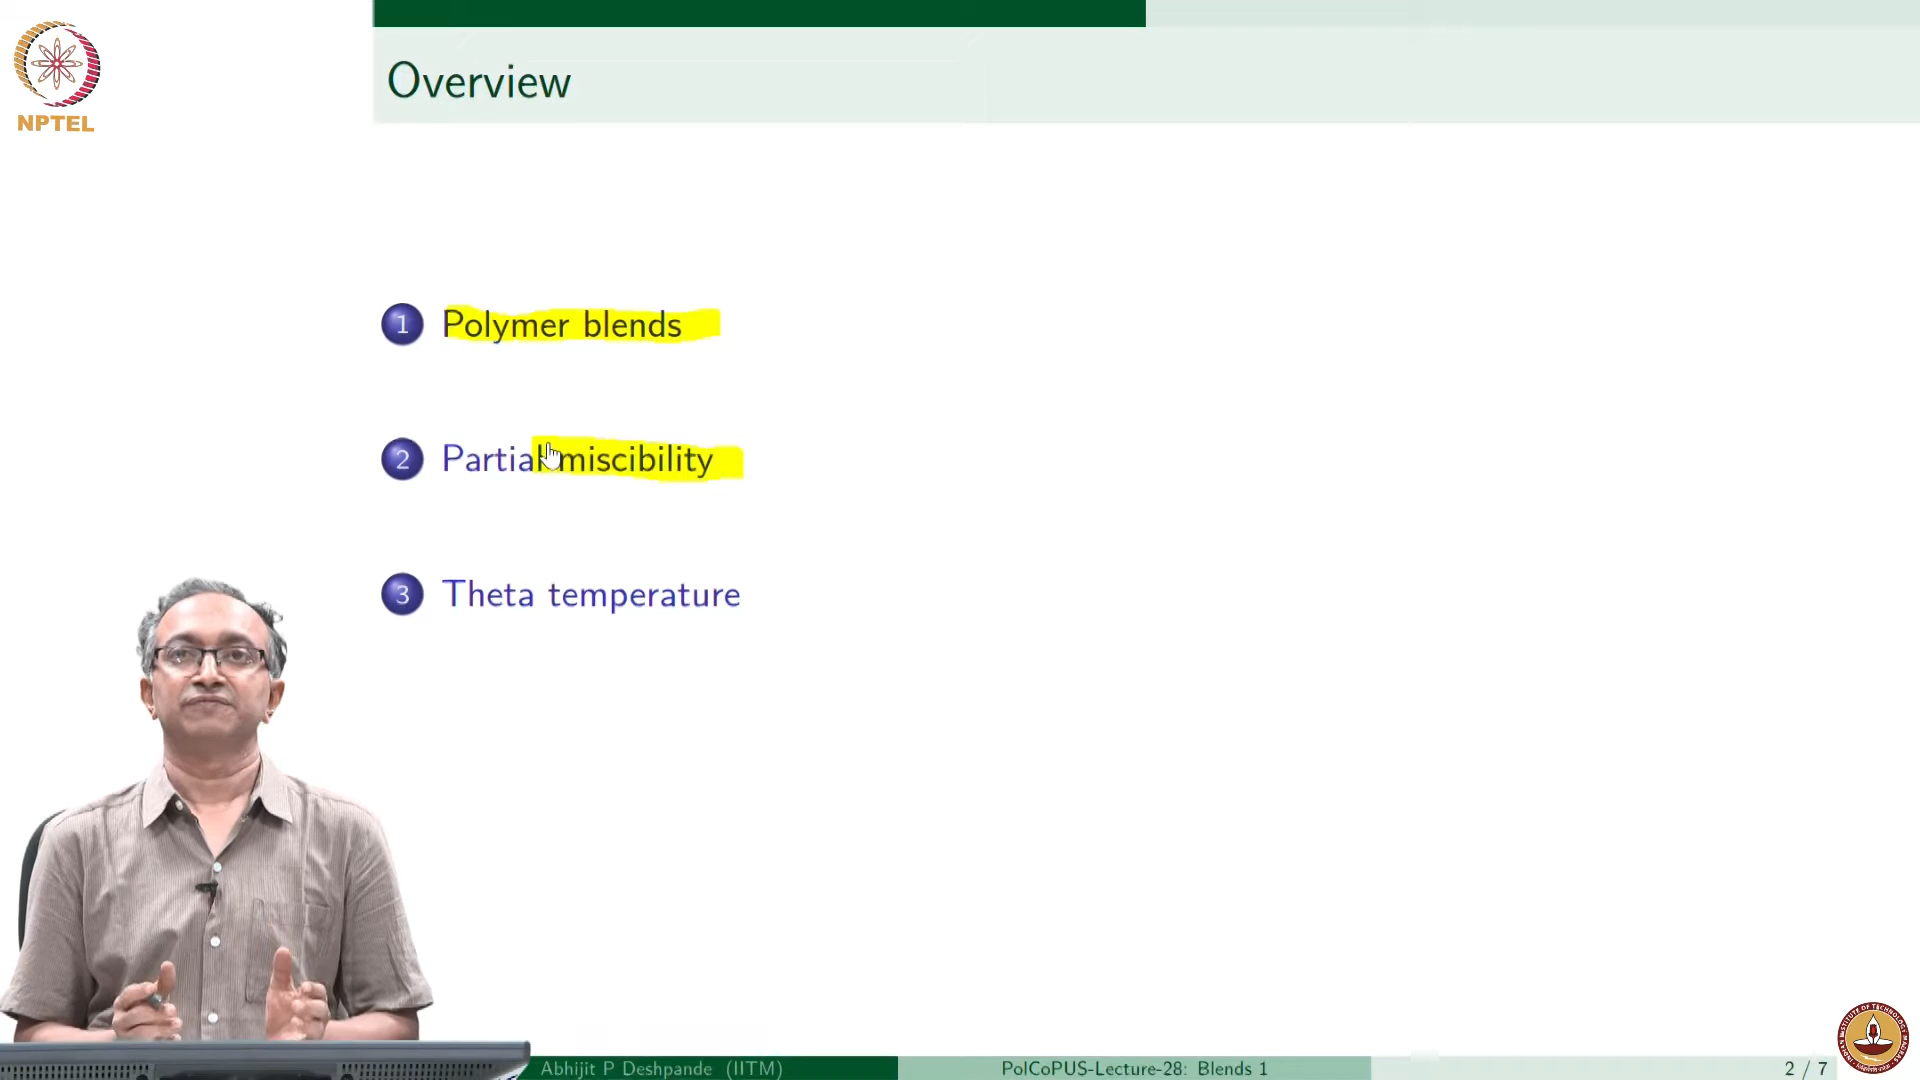 NPTEL
Overview
1 Polymer blends
2 Partial miscibility
3 Theta temperature
Abhijit P Deshpande (IITM)
PolCoPUS-Lecture-28: Blends 1
2 / 7